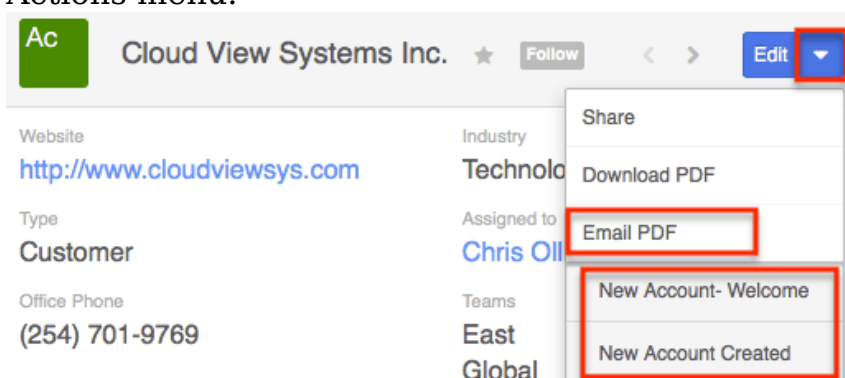 Actions menu.
Ac
Cloud View Systems Inc. Follow Edit
Share
Website Industry
http://www.cloudviewsys.com Technolo
Download PDF
Type Assigned to
Email PDF
Customer Chris Oll
New Account- Welcome
Office Phone Teams
(254) 701-9769 East
New Account Created
Global